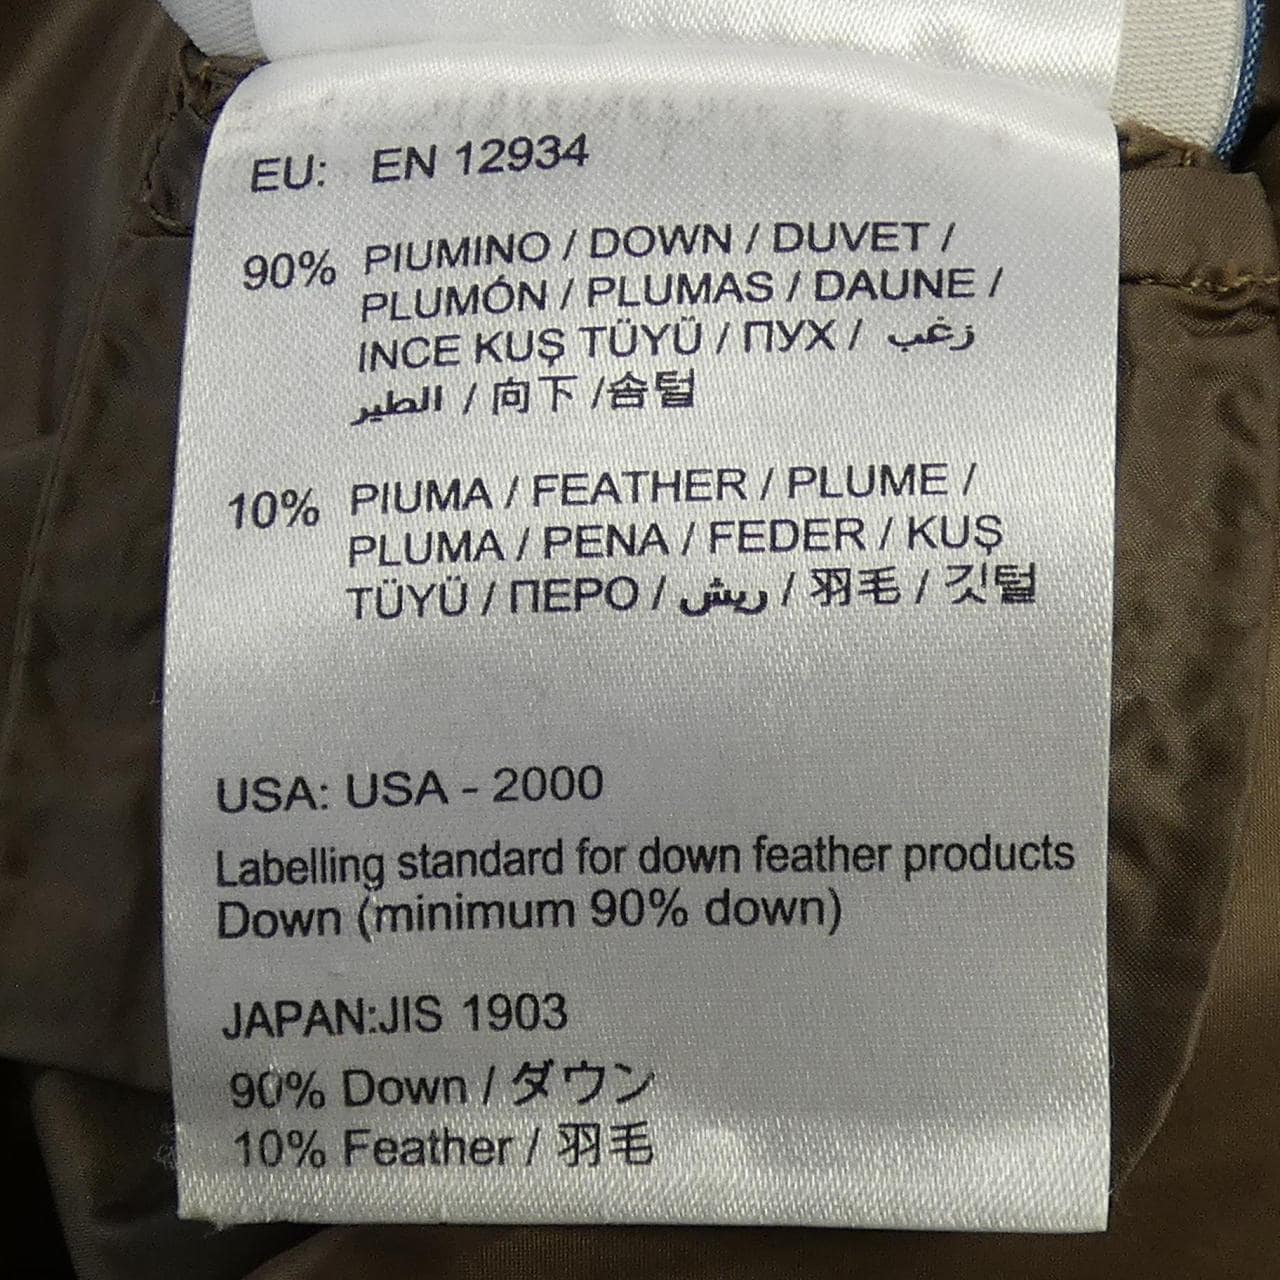 EU: EN 12934
90% PIUMINO / DOWN / DUVET /
PLUMÓN / PLUMAS / DAUNE /
INCE KUŞ TÜYÜ / ПУХ / زغب
الطير / 向下 /솜털
10% PIUMA / FEATHER / PLUME /
PLUMA / PENA / FEDER / KUŞ
TÜYÜ / ПЕРО / ريش / 羽毛 / 깃털
USA: USA - 2000
Labelling standard for down feather products
Down (minimum 90% down)
JAPAN:JIS 1903
90% Down / ダウン
10% Feather / 羽毛